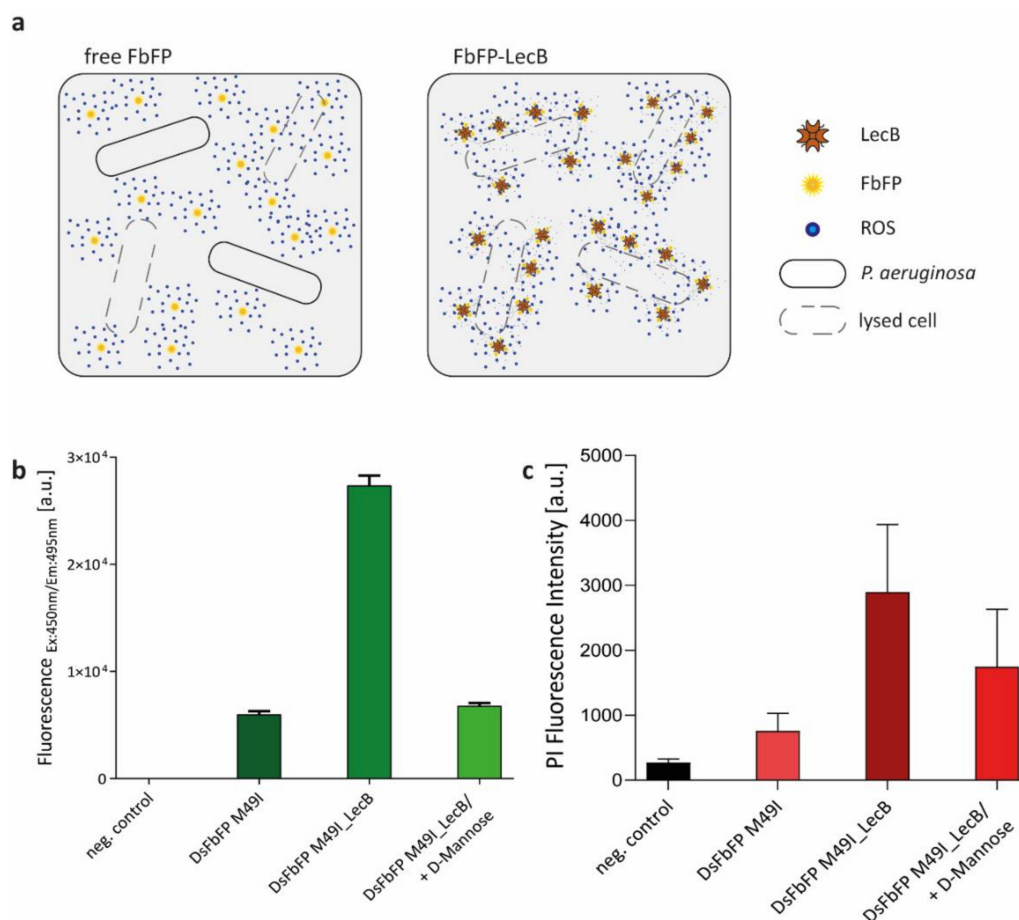 a
free FbFP
FbFP-LecB
LecB
FbFP
ROS
P. aeruginosa
lysed cell
b
Fluorescence Ex:450nm/Em:495nm [a.u.]
3×10⁴
2×10⁴
1×10⁴
0
neg. control
DsFbFP M49I
DsFbFP M49I_LecB
DsFbFP M49I_LecB/
+ D-Mannose
c
PI Fluorescence Intensity [a.u.]
5000
4000
3000
2000
1000
0
neg. control
DsFbFP M49I
DsFbFP M49I_LecB
DsFbFP M49I_LecB/
+ D-Mannose